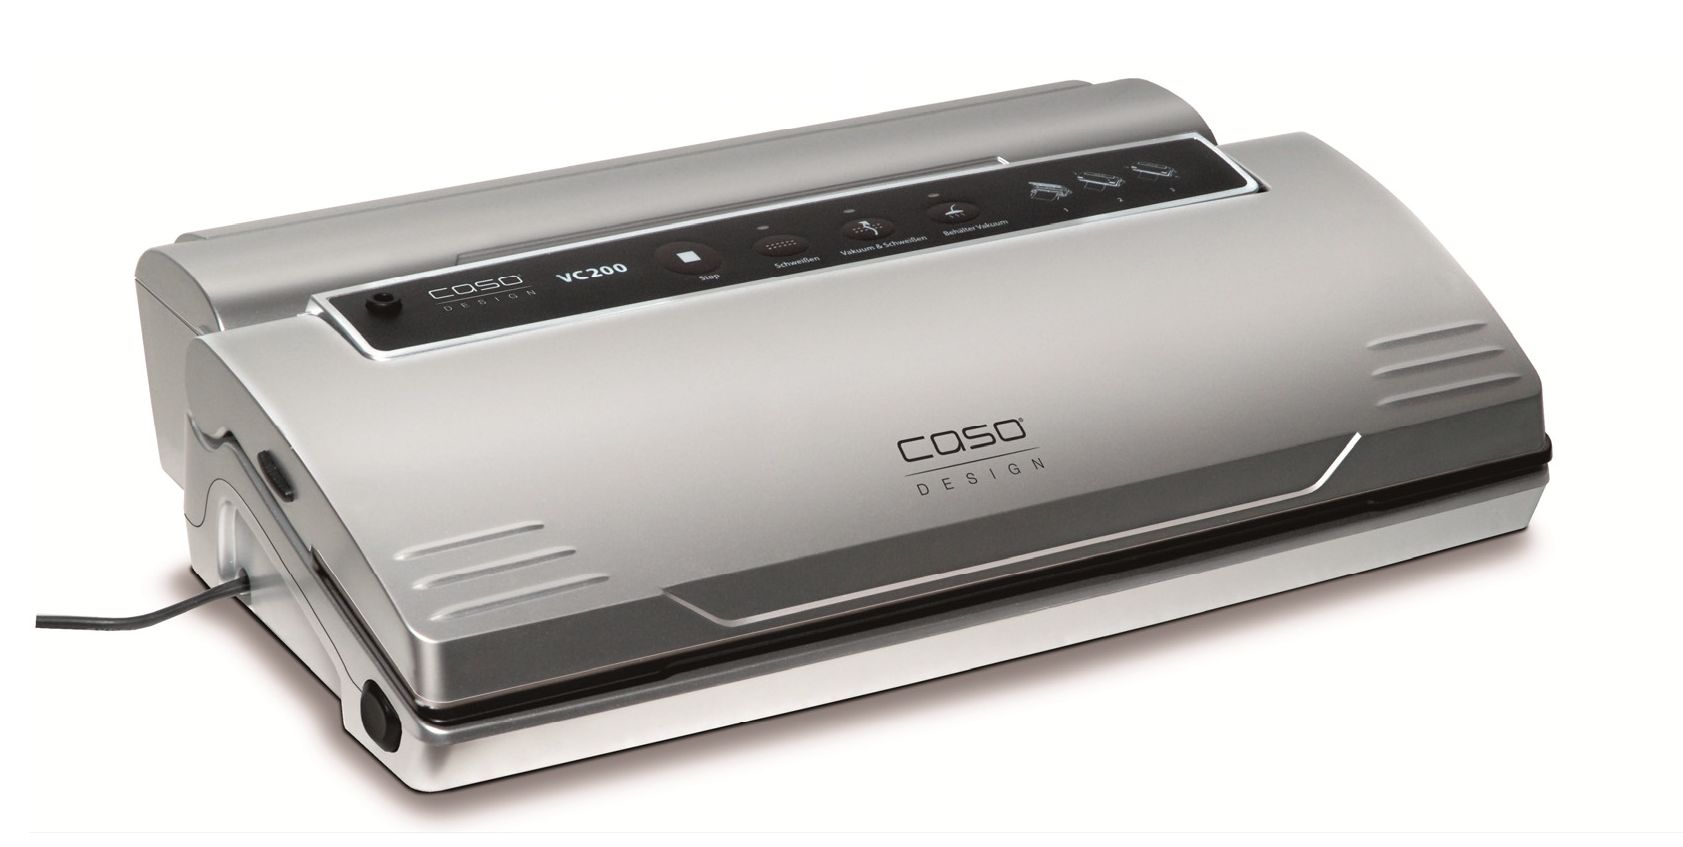 caso
DESIGN
VC200
Stop
Schweißen
Vakuum & Schweißen
Behälter Vakuum
1
2
3
caso®
DESIGN